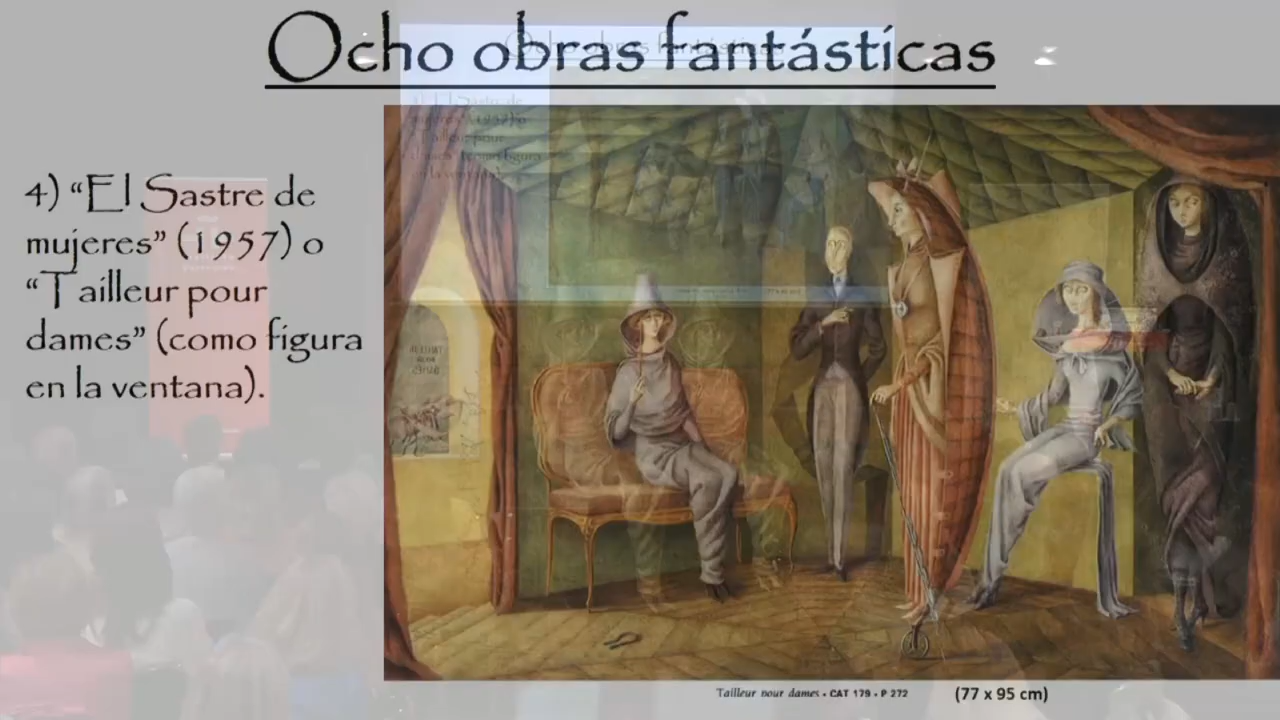 Ocho obras fantásticas
4) “El Sastre de
mujeres” (1957) o
“Tailleur pour
dames” (como figura
en la ventana).
Tailleur pour dames • CAT 179 • P 272
(77 x 95 cm)